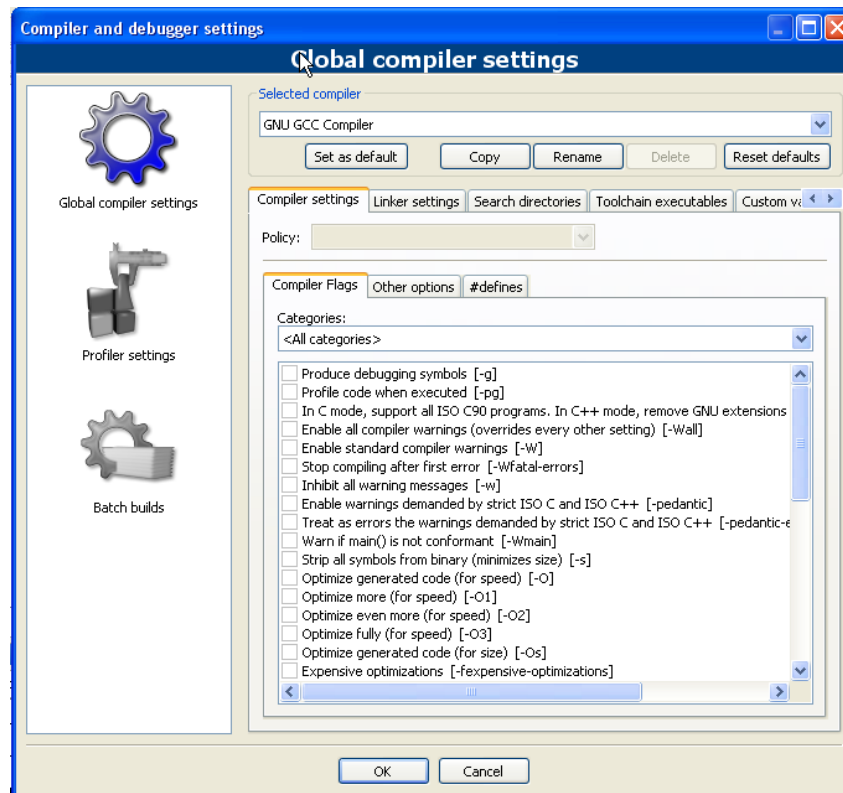 Compiler and debugger settings
Global compiler settings
Global compiler settings
Profiler settings
Batch builds
Selected compiler
GNU GCC Compiler
Set as default Copy Rename Delete Reset defaults
Compiler settings Linker settings Search directories Toolchain executables Custom va
Policy:
Compiler Flags Other options #defines
Categories:
<All categories>
Produce debugging symbols [-g]
Profile code when executed [-pg]
In C mode, support all ISO C90 programs. In C++ mode, remove GNU extensions
Enable all compiler warnings (overrides every other setting) [-Wall]
Enable standard compiler warnings [-W]
Stop compiling after first error [-Wfatal-errors]
Inhibit all warning messages [-w]
Enable warnings demanded by strict ISO C and ISO C++ [-pedantic]
Treat as errors the warnings demanded by strict ISO C and ISO C++ [-pedantic-e
Warn if main() is not conformant [-Wmain]
Strip all symbols from binary (minimizes size) [-s]
Optimize generated code (for speed) [-O]
Optimize more (for speed) [-O1]
Optimize even more (for speed) [-O2]
Optimize fully (for speed) [-O3]
Optimize generated code (for size) [-Os]
Expensive optimizations [-fexpensive-optimizations]
OK Cancel